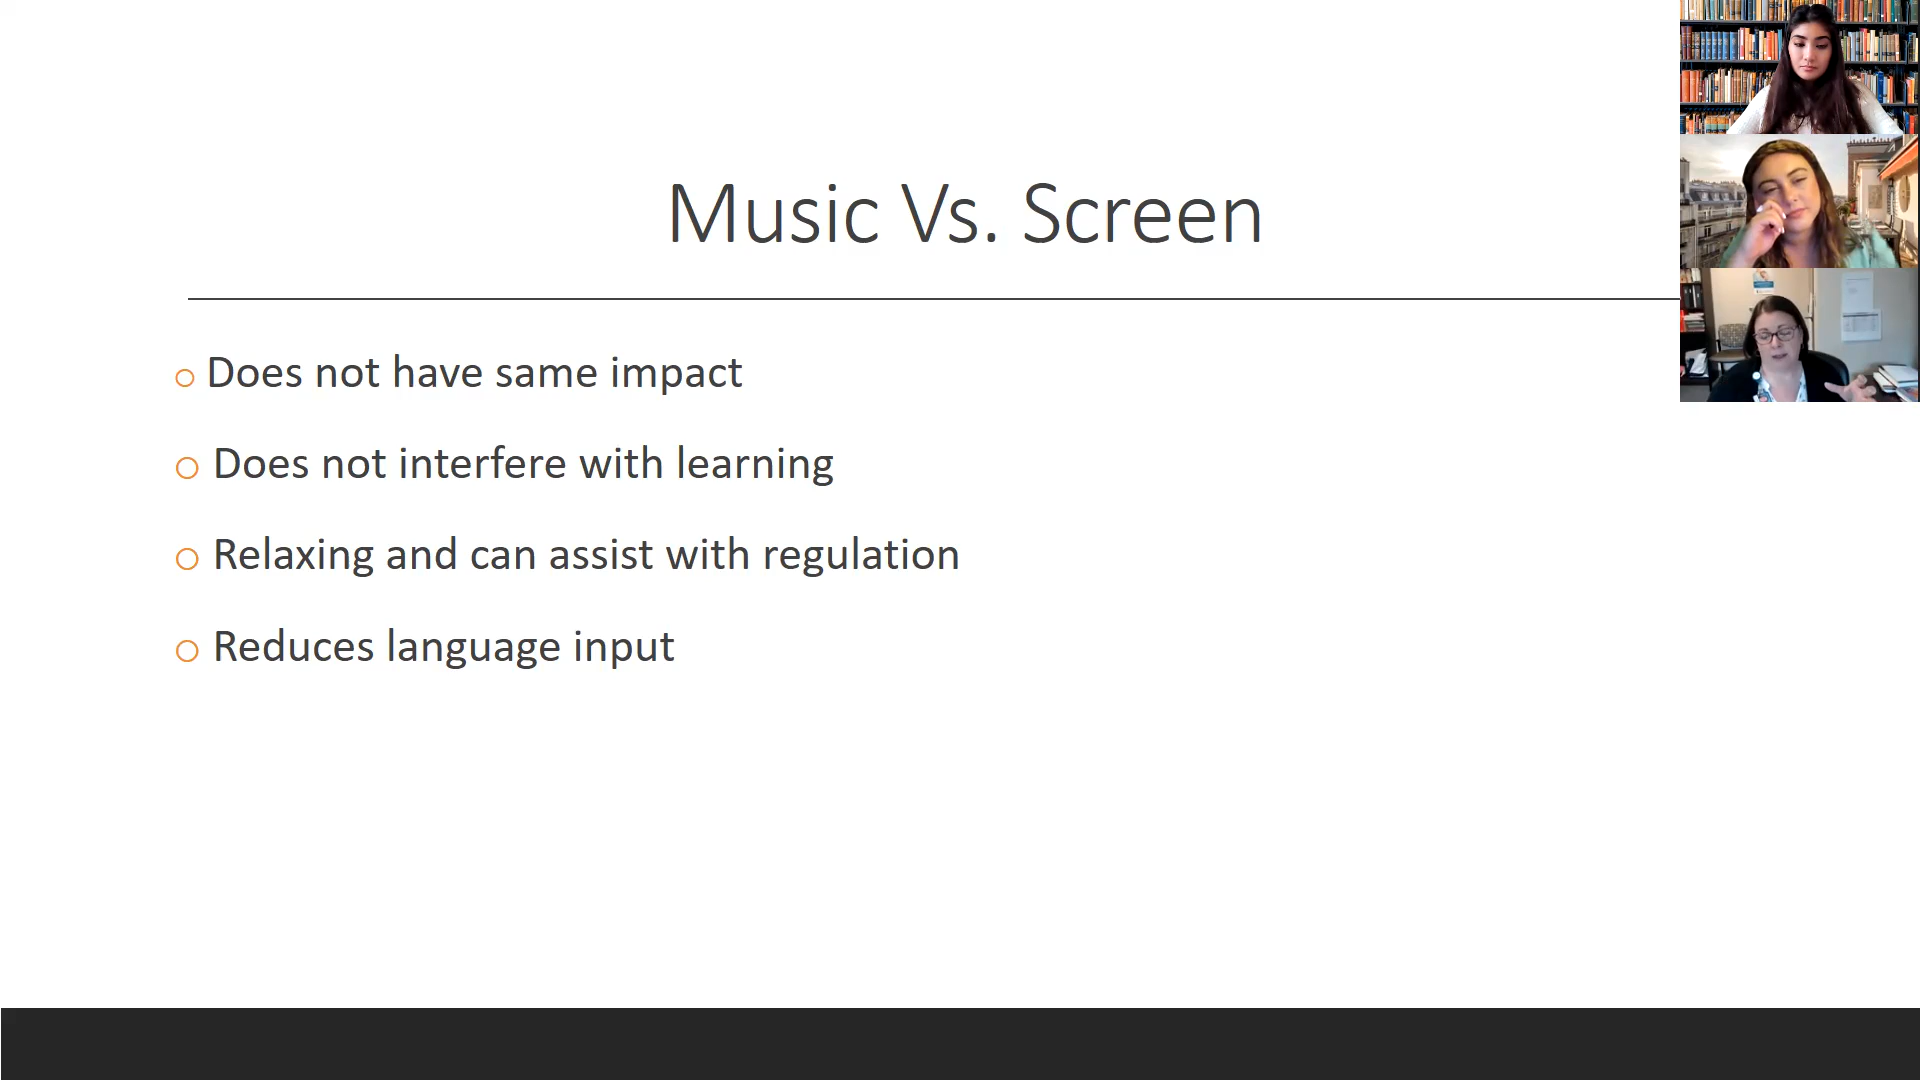 Music Vs. Screen
Does not have same impact
Does not interfere with learning
Relaxing and can assist with regulation
Reduces language input